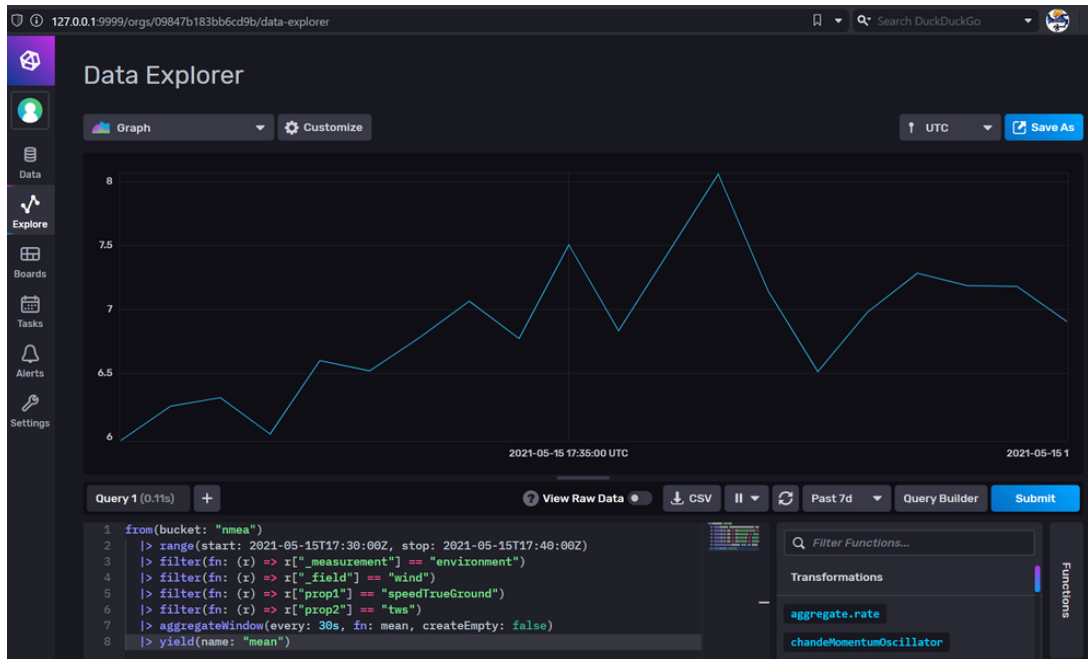 127.0.0.1:9999/orgs/09847b183bb6cd9b/data-explorer
Search DuckDuckGo
Data Explorer
Graph
Customize
UTC
Save As
Data
Explore
Boards
Tasks
Alerts
Settings
8
7.5
7
6.5
6
2021-05-15 17:35:00 UTC
2021-05-15 1
Query 1 (0.11s)
+
? View Raw Data
CSV
Past 7d
Query Builder
Submit
1 from(bucket: "nmea")
2 |> range(start: 2021-05-15T17:30:00Z, stop: 2021-05-15T17:40:00Z)
3 |> filter(fn: (r) => r["_measurement"] == "environment")
4 |> filter(fn: (r) => r["_field"] == "wind")
5 |> filter(fn: (r) => r["prop1"] == "speedTrueGround")
6 |> filter(fn: (r) => r["prop2"] == "tws")
7 |> aggregateWindow(every: 30s, fn: mean, createEmpty: false)
8 |> yield(name: "mean")
Filter Functions...
Transformations
aggregate.rate
chandeMomentumOscillator
Functions